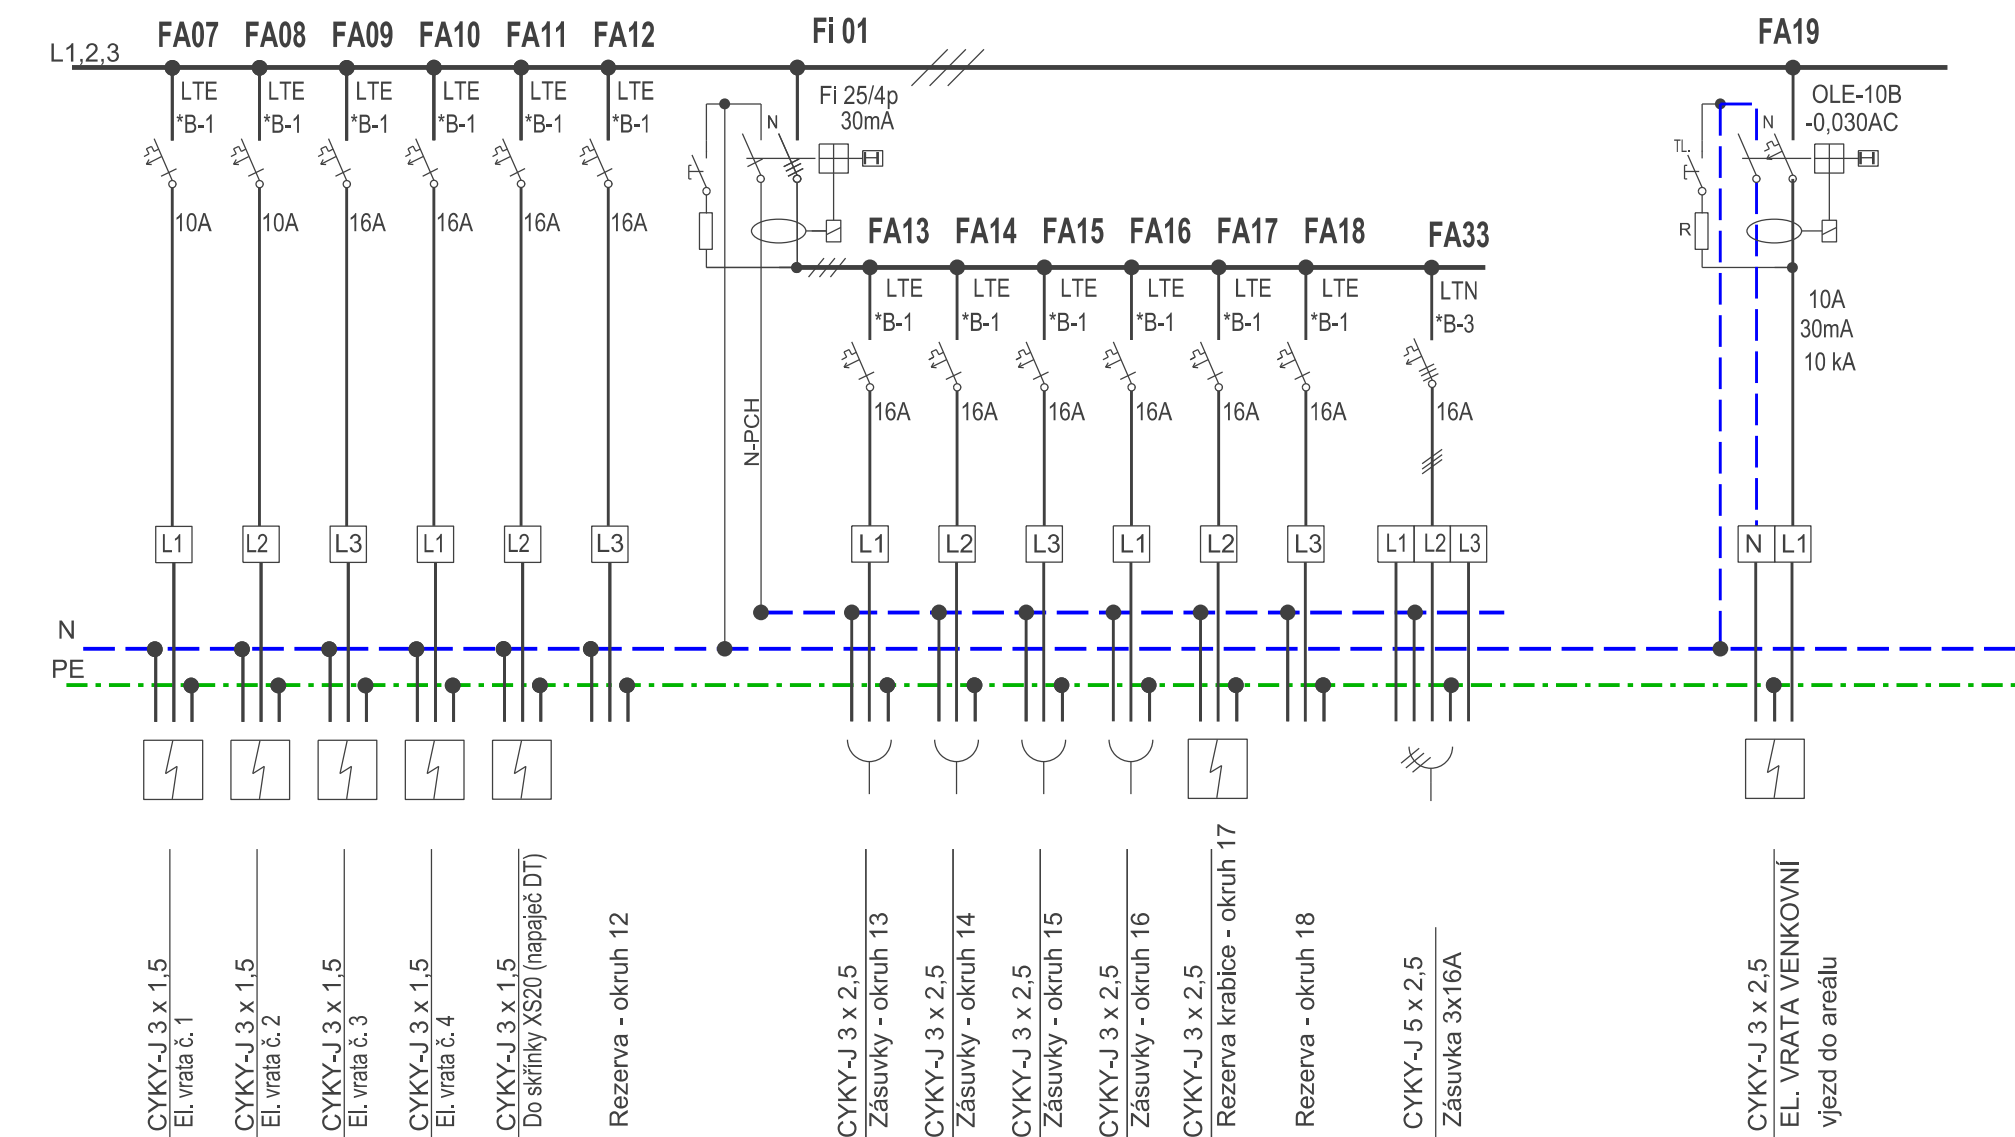 FA07 FA08 FA09 FA10 FA11 FA12 Fi 01 FA19
L1,2,3
LTE LTE LTE LTE LTE LTE
*B-1 *B-1 *B-1 *B-1 *B-1 *B-1
Fi 25/4p
30mA
N
OLE-10B
-0,030AC
N
TL.
R
10A 10A 16A 16A 16A 16A
FA13 FA14 FA15 FA16 FA17 FA18 FA33
LTE LTE LTE LTE LTE LTE LTN
*B-1 *B-1 *B-1 *B-1 *B-1 *B-1 *B-3
10A
30mA
10 kA
16A 16A 16A 16A 16A 16A 16A
N-PCH
L1 L2 L3 L1 L2 L3 L1 L2 L3 L1 L2 L3 L1 L2 L3 N L1
N
PE
CYKY-J 3 x 1,5
El. vrata č. 1
CYKY-J 3 x 1,5
El. vrata č. 2
CYKY-J 3 x 1,5
El. vrata č. 3
CYKY-J 3 x 1,5
El. vrata č. 4
CYKY-J 3 x 1,5
Do skřínky XS20 (napaječ DT)
Rezerva - okruh 12
CYKY-J 3 x 2,5
Zásuvky - okruh 13
CYKY-J 3 x 2,5
Zásuvky - okruh 14
CYKY-J 3 x 2,5
Zásuvky - okruh 15
CYKY-J 3 x 2,5
Zásuvky - okruh 16
CYKY-J 3 x 2,5
Rezerva krabice - okruh 17
Rezerva - okruh 18
CYKY-J 5 x 2,5
Zásuvka 3x16A
CYKY-J 3 x 2,5
EL. VRATA VENKOVNÍ
vjezd do areálu